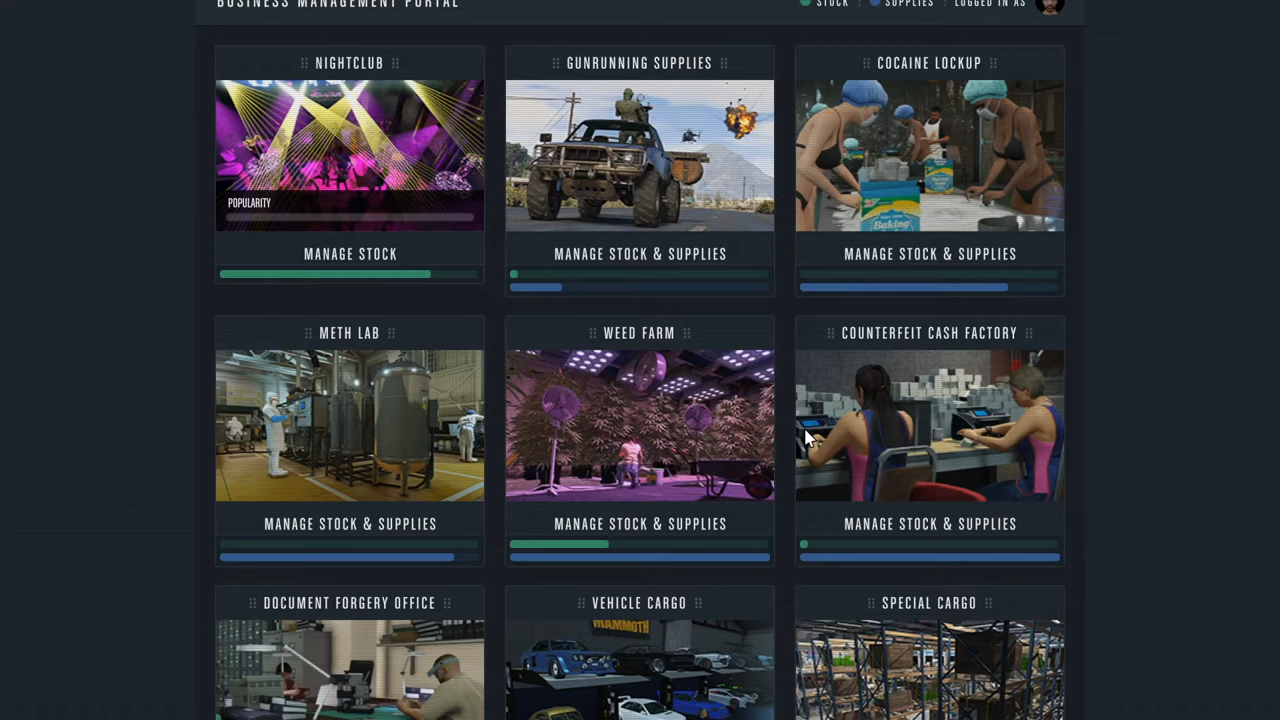 BUSINESS MANAGEMENT PORTAL
STOCK SUPPLIES LOGGED IN AS
NIGHTCLUB
GUNRUNNING SUPPLIES
COCAINE LOCKUP
POPULARITY
Baking
MANAGE STOCK
MANAGE STOCK & SUPPLIES
MANAGE STOCK & SUPPLIES
METH LAB
WEED FARM
COUNTERFEIT CASH FACTORY
MANAGE STOCK & SUPPLIES
MANAGE STOCK & SUPPLIES
MANAGE STOCK & SUPPLIES
DOCUMENT FORGERY OFFICE
VEHICLE CARGO
SPECIAL CARGO
MAMMOTH